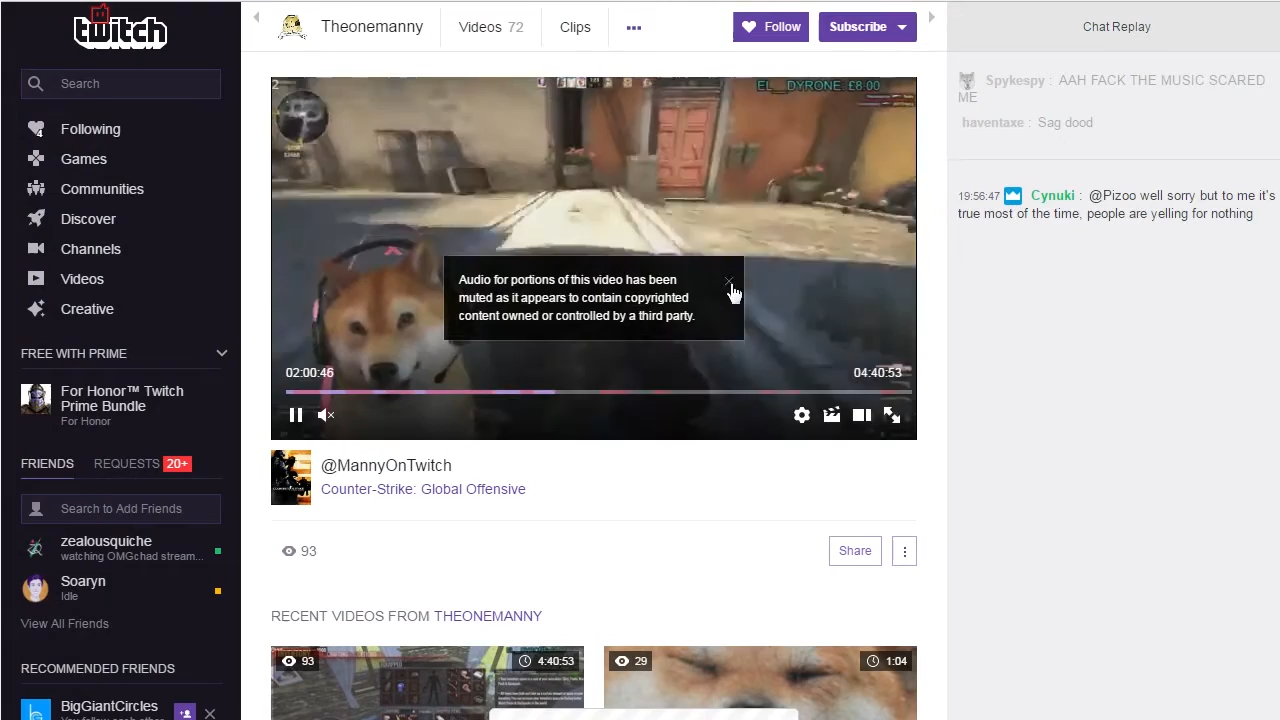 twitch
Search
Following
Games
Communities
Discover
Channels
Videos
Creative
FREE WITH PRIME
For Honor™ Twitch
Prime Bundle
For Honor
FRIENDS REQUESTS 20+
Search to Add Friends
zealousquiche
watching OMGchad stream...
Soaryn
Idle
View All Friends
RECOMMENDED FRIENDS
BigGiantCircles
Theonemanny Videos 72 Clips ••• Follow Subscribe
2
EL__DYRONE: £8.00
Audio for portions of this video has been
muted as it appears to contain copyrighted
content owned or controlled by a third party.
02:00:46 04:40:53
@MannyOnTwitch
Counter-Strike: Global Offensive
93 Share
RECENT VIDEOS FROM THEONEMANNY
93 4:40:53
29 1:04
Chat Replay
Spykespy : AAH FACK THE MUSIC SCARED
ME
haventaxe : Sag dood
19:56:47 Cynuki : @Pizoo well sorry but to me it's
true most of the time, people are yelling for nothing